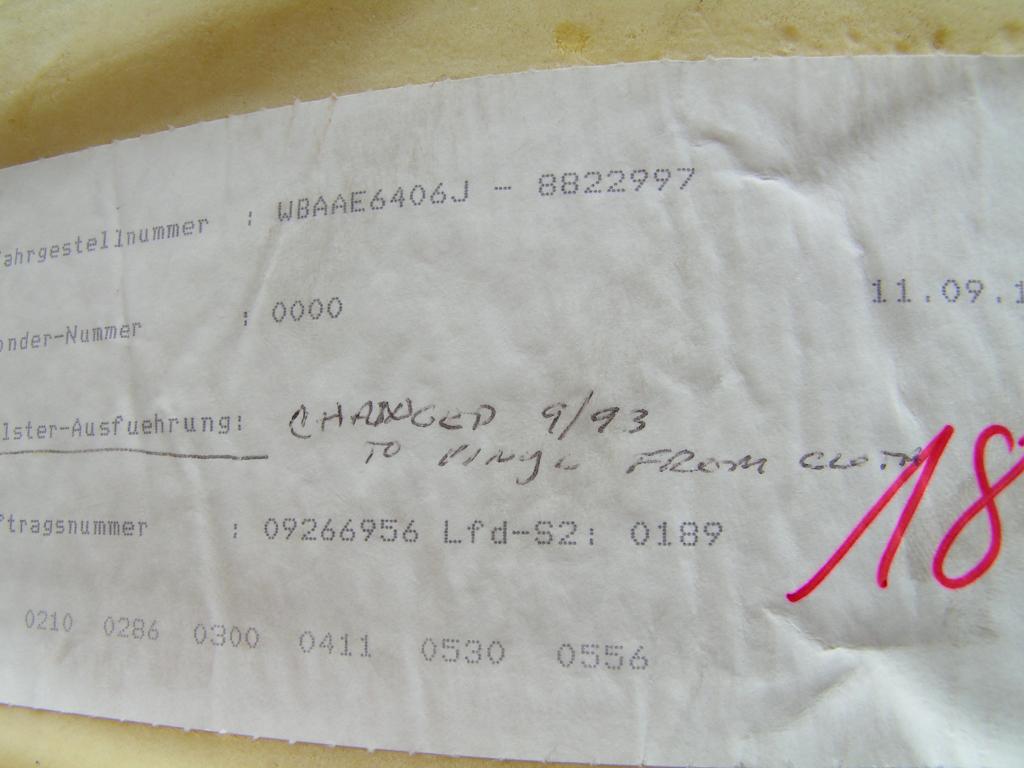 ahrgestellnummer : WBAAE6406J - 8822997
11.09.1
onder-Nummer : 0000
lster-Ausfuehrung: CHANGED 9/93
TO VINYL FROM CLOTH
18
ftragsnummer : 09266956 Lfd-S2: 0189
0210 0286 0300 0411 0530 0556